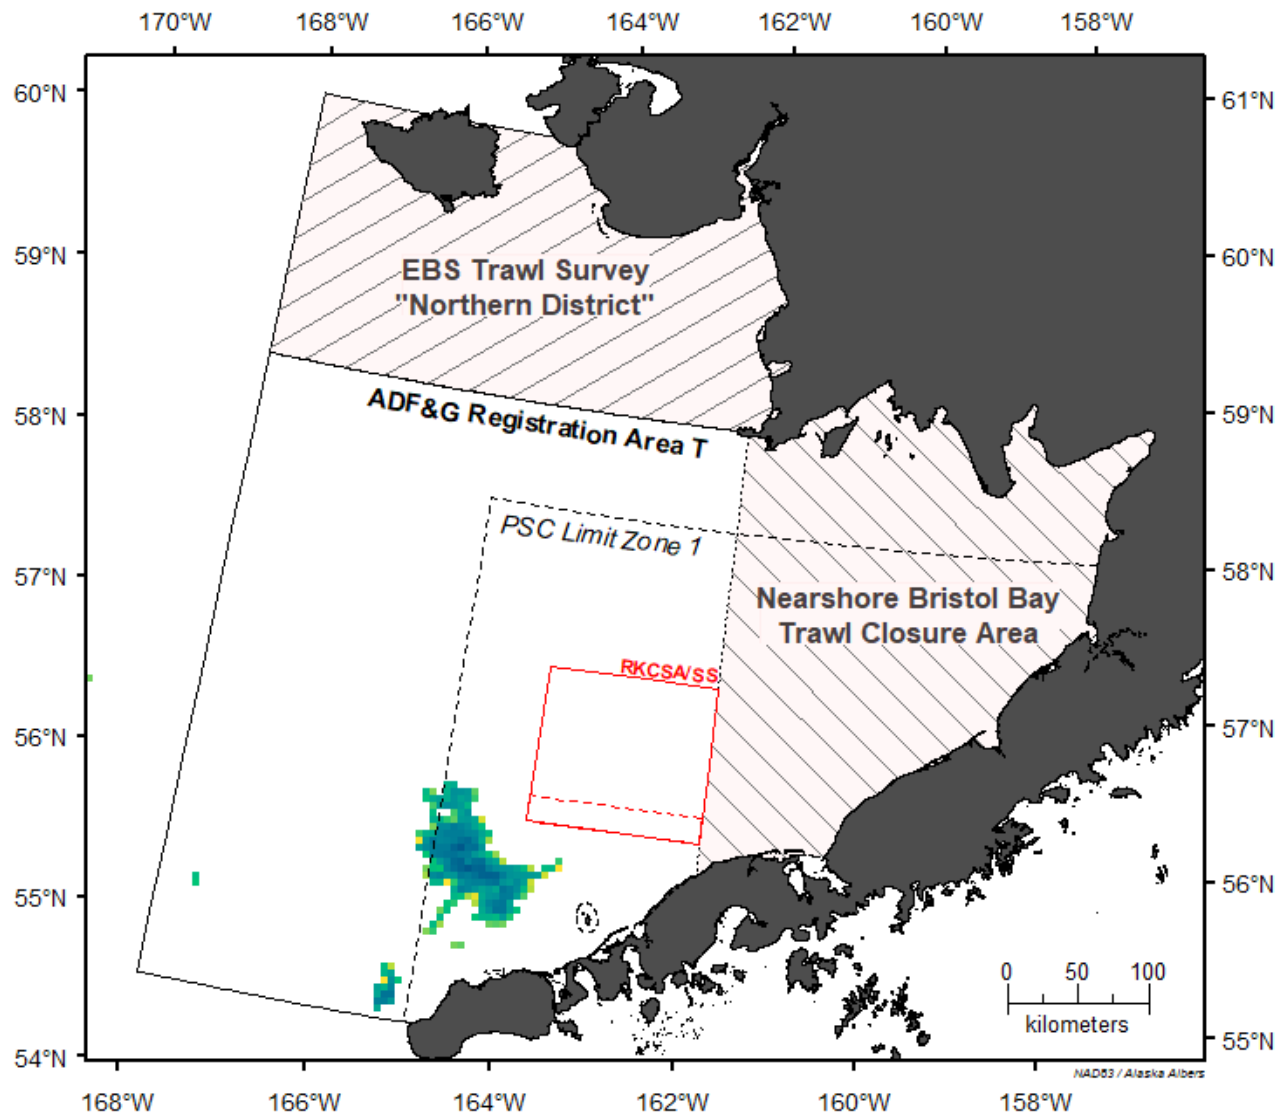 170°W 168°W 166°W 164°W 162°W 160°W 158°W
60°N
61°N
59°N
60°N
EBS Trawl Survey
"Northern District"
58°N
59°N
ADF&G Registration Area T
PSC Limit Zone 1
57°N
58°N
Nearshore Bristol Bay
Trawl Closure Area
RKCSA/SS
56°N
57°N
55°N
56°N
0 50 100
kilometers
54°N
55°N
NAD83 / Alaska Albers
168°W 166°W 164°W 162°W 160°W 158°W